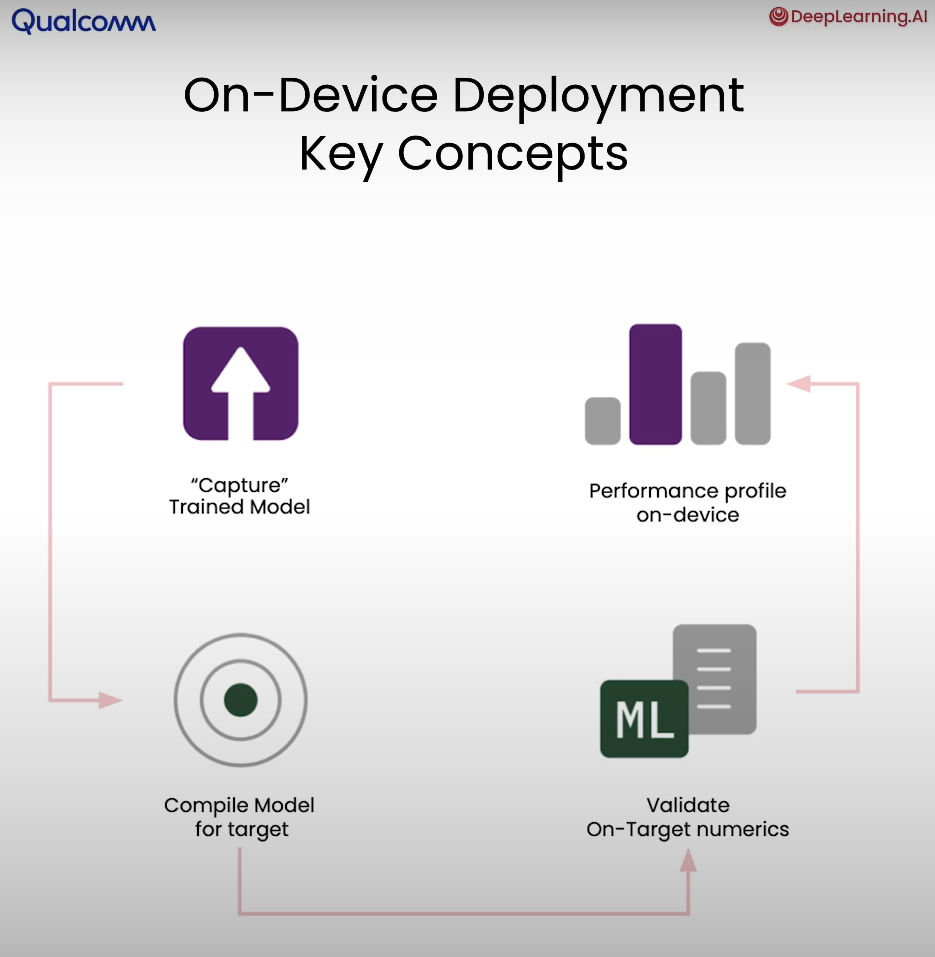 Qualcomm
DeepLearning.AI
On-Device Deployment
Key Concepts
“Capture”
Trained Model
Performance profile
on-device
ML
Compile Model
for target
Validate
On-Target numerics